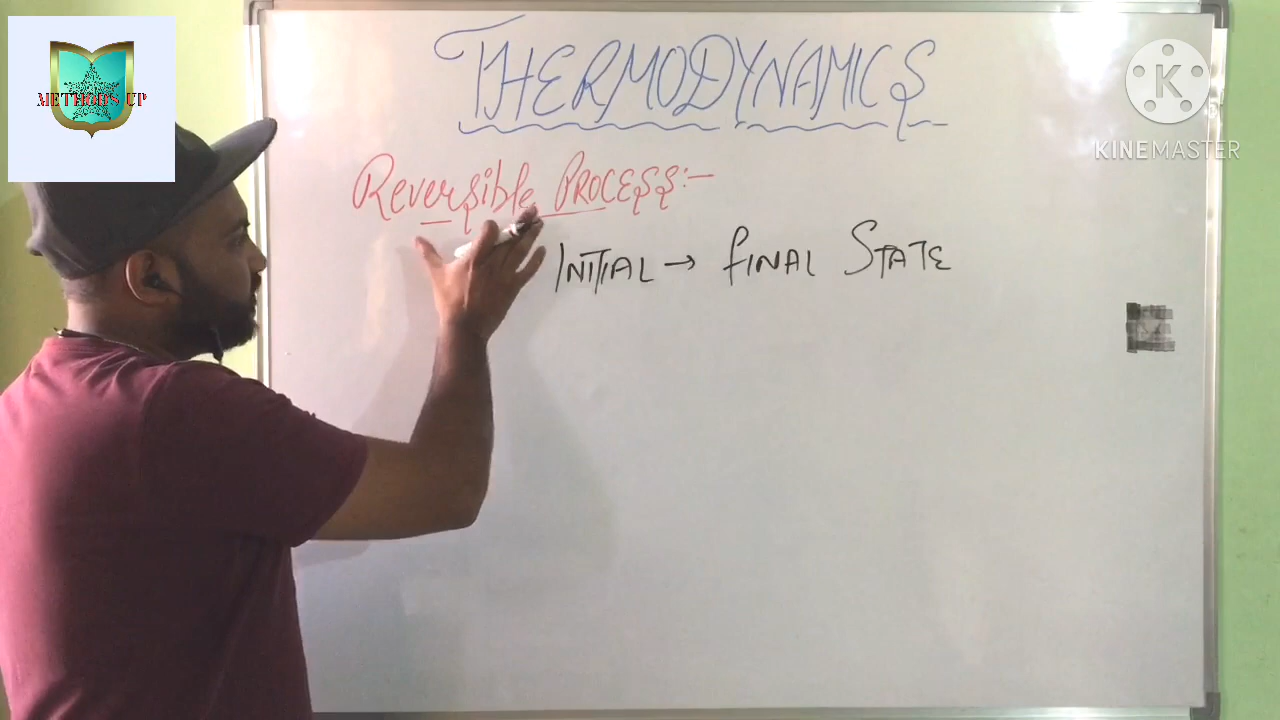 METHODS UP
THERMODYNAMICS
K
KINEMASTER
Reversible PROCESS:-
INITIAL → fINAL STATE